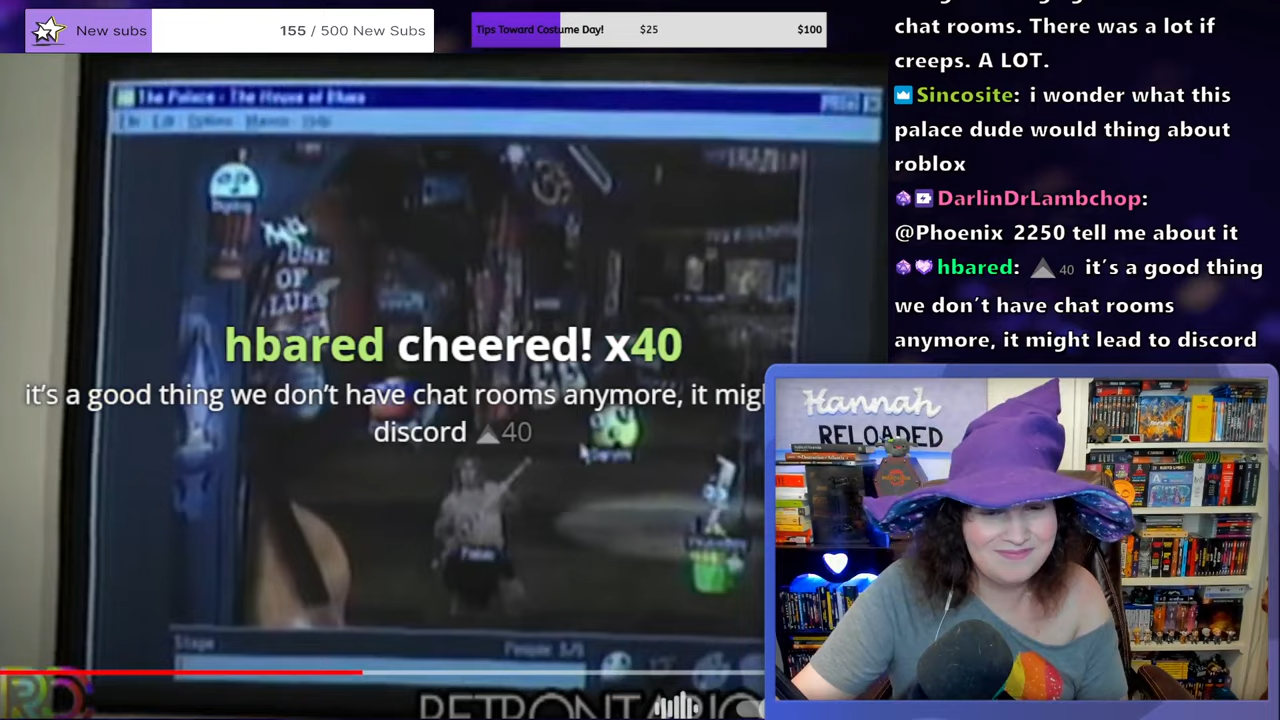 New subs
155 / 500 New Subs
Tips Toward Costume Day!
$25
$100
chat rooms. There was a lot if
creeps. A LOT.
Sincosite: i wonder what this
palace dude would thing about
roblox
DarlinDrLambchop:
@Phoenix 2250 tell me about it
hbared: 40 it's a good thing
we don't have chat rooms
anymore, it might lead to discord
The Palace - The House of Blues
OF
hbared cheered! x40
it's a good thing we don't have chat rooms anymore, it
discord 40
Stage
Hannah
RELOADED
RETRONTARIO